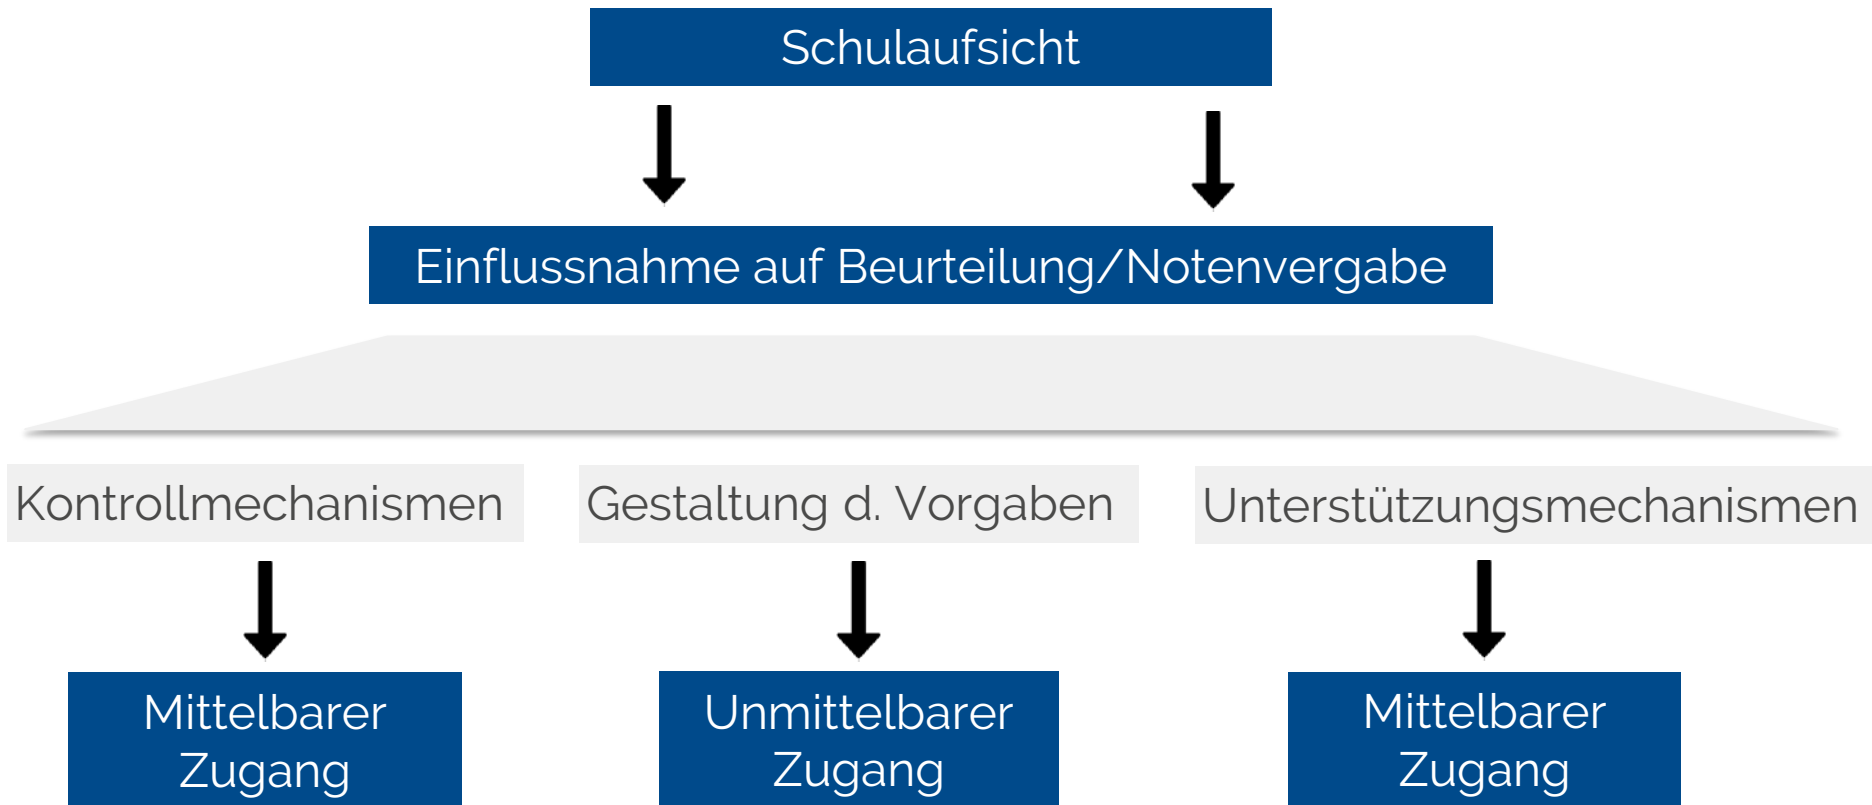 Schulaufsicht
Einflussnahme auf Beurteilung/Notenvergabe
Kontrollmechanismen
Gestaltung d. Vorgaben
Unterstützungsmechanismen
Mittelbarer
Zugang
Unmittelbarer
Zugang
Mittelbarer
Zugang